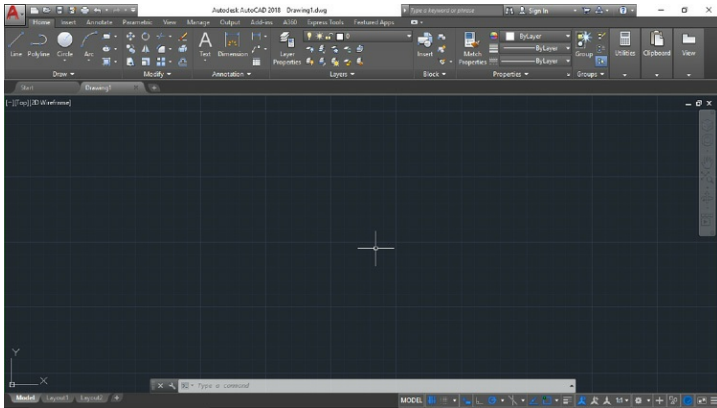 Autodesk AutoCAD 2018 Drawing1.dwg
Type a keyword or phrase
Sign In
Home Insert Annotate Parametric View Manage Output Add-ins A360 Express Tools Featured Apps
Line Polyline Circle Arc
Text Dimension
Layer
Properties
0
Insert
Match
Properties
ByLayer
ByLayer
ByLayer
Group
Utilities Clipboard View
Draw Modify Annotation Layers Block Properties Groups
Start Drawing1
[−][Top][2D Wireframe]
Y
X
Type a command
Model Layout1 Layout2
MODEL
1:1